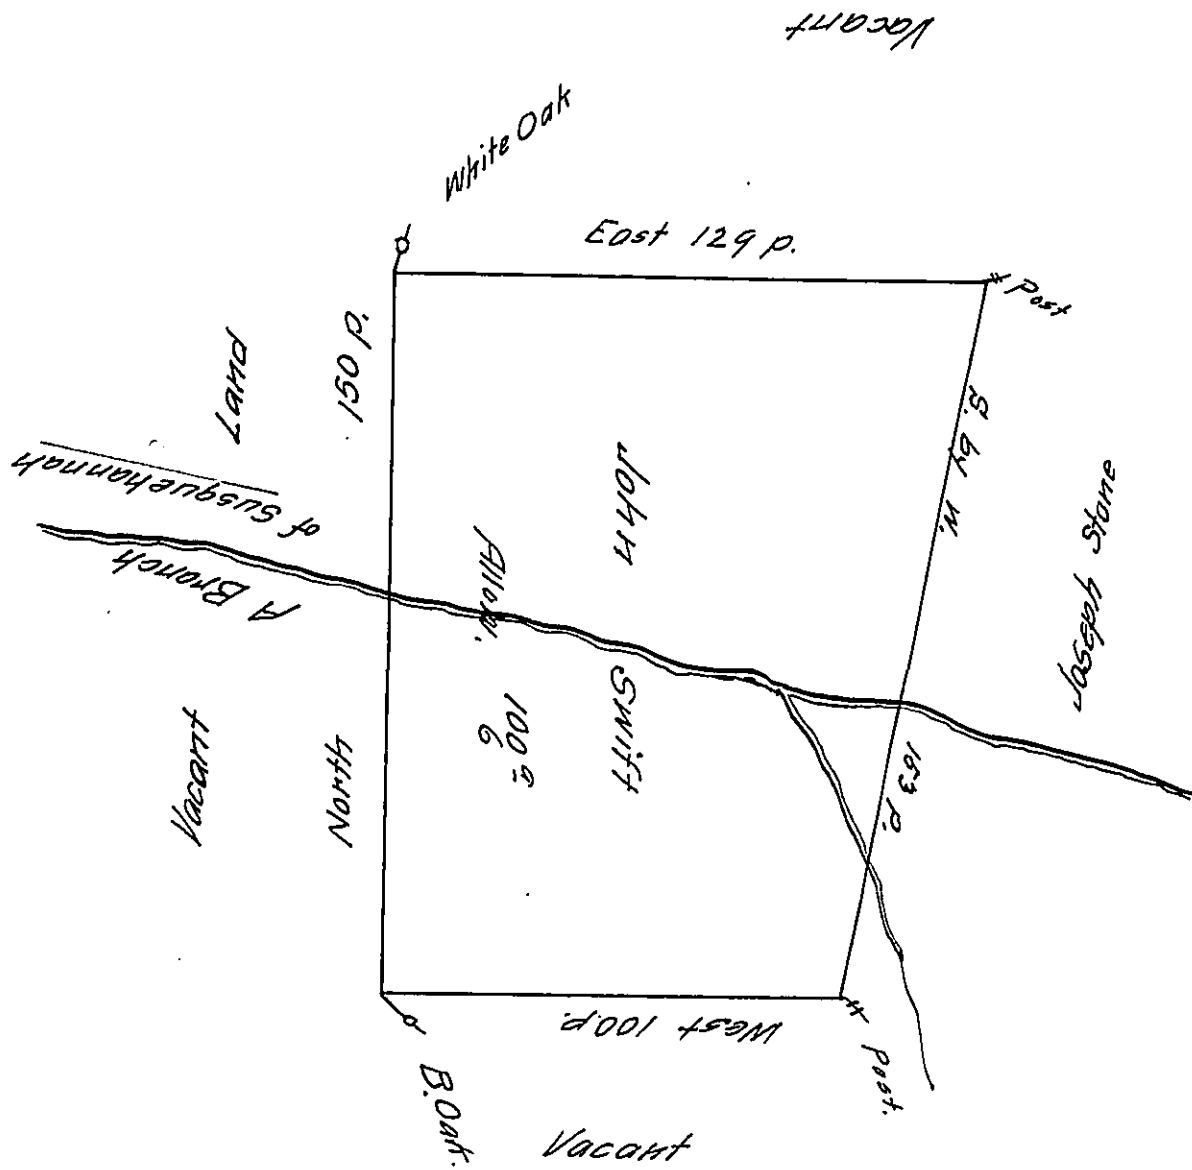 Vacant
White Oak
East 129 p.
Post
Land
150 p.
of Susquehannah
A Branch
S. by W.
163 p.
Joseph Stone
John
Swift
100 a
6
Allow.
Vacant
North
West 100 p.
Post.
B. Oak.
Vacant